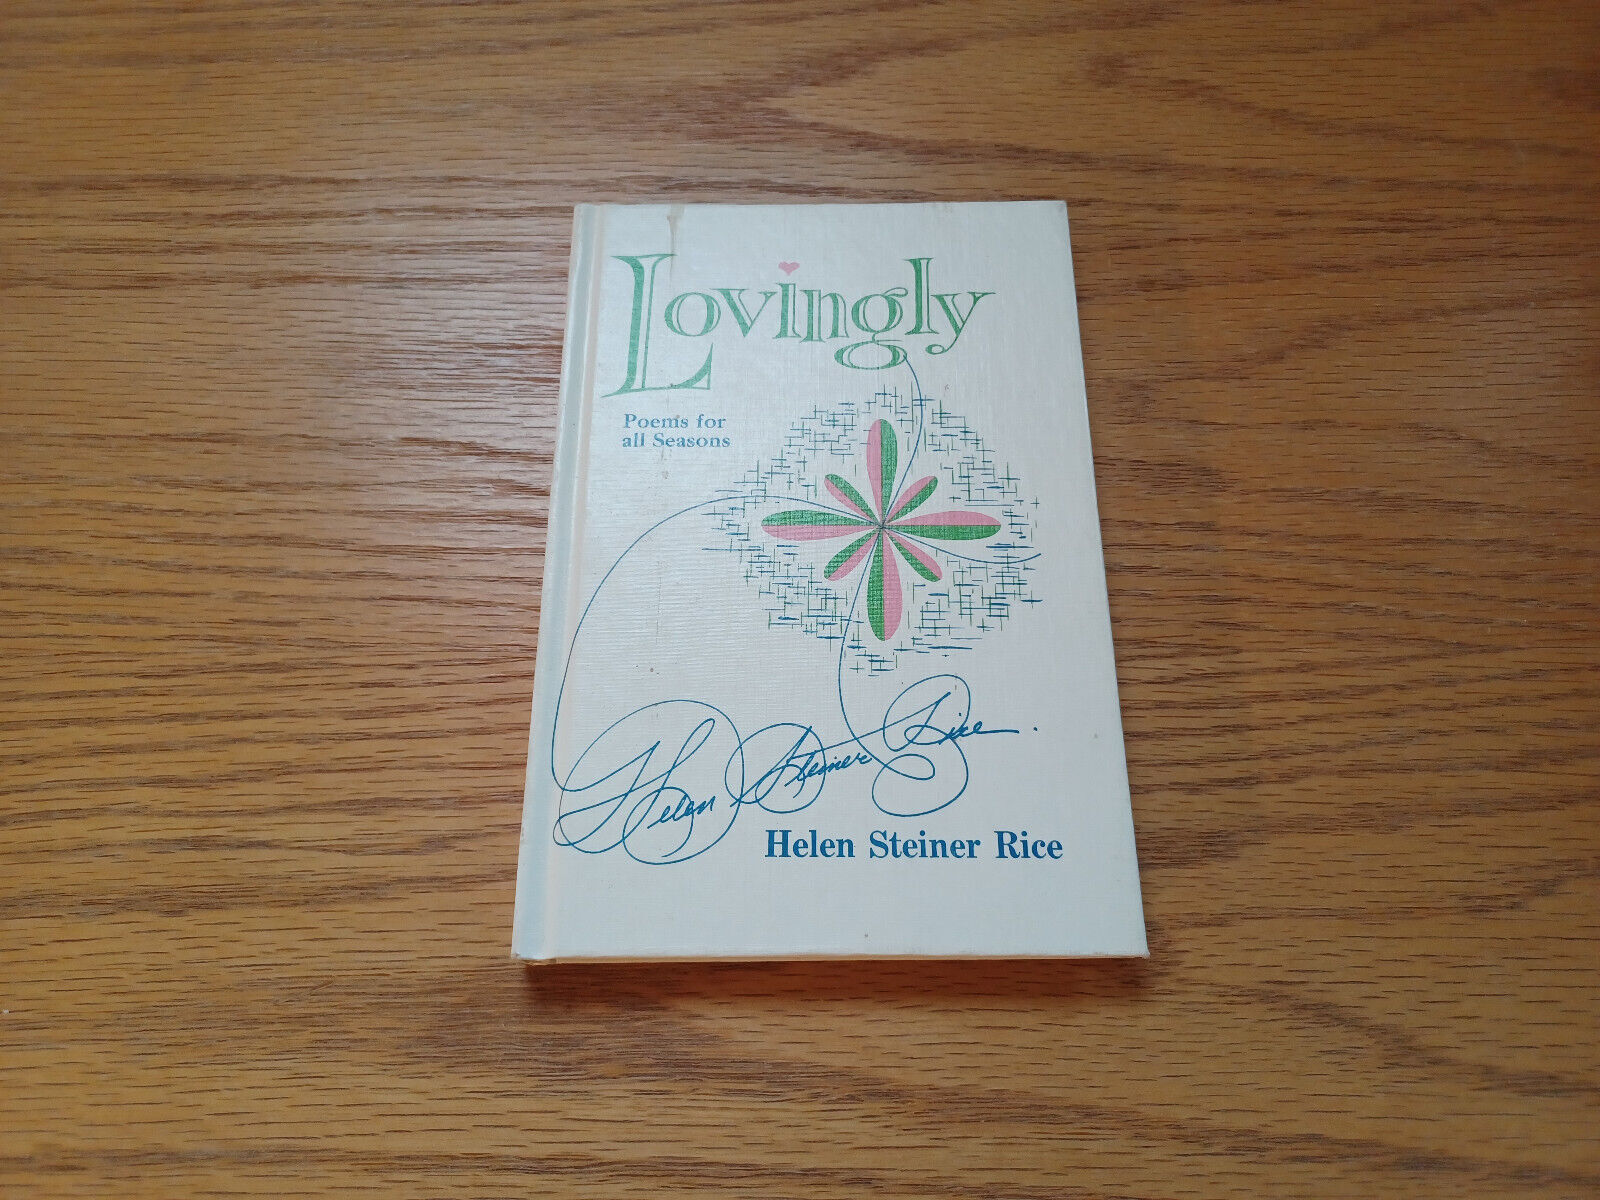 Lovingly
Poems for
all Seasons
Helen Steiner Rice.
Helen Steiner Rice